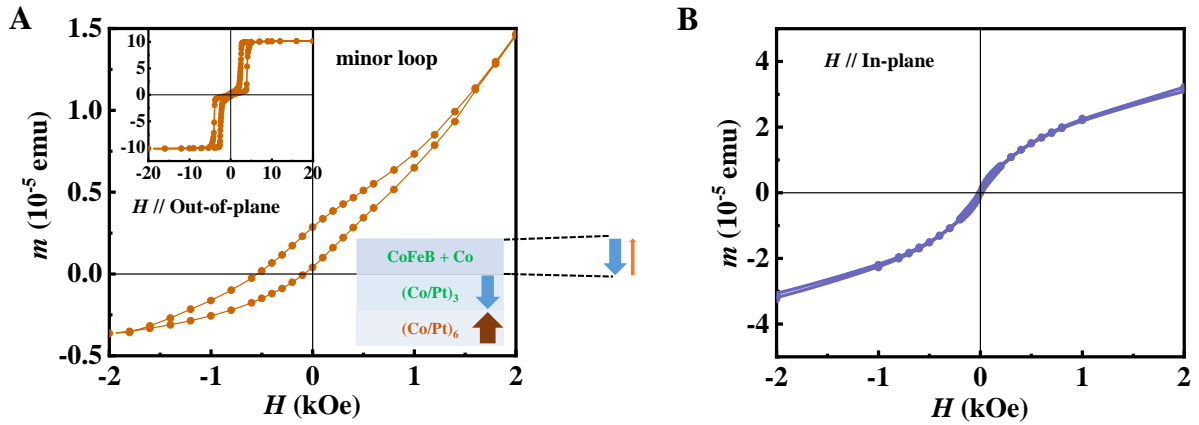 A
1.5
1.0
0.5
0.0
-0.5
m (10-5 emu)
-2
-1
0
1
2
H (kOe)
minor loop
10
5
0
-5
-10
-20
-10
0
10
20
H // Out-of-plane
CoFeB + Co
(Co/Pt)3
(Co/Pt)6
B
4
2
0
-2
-4
m (10-5 emu)
-2
-1
0
1
2
H (kOe)
H // In-plane